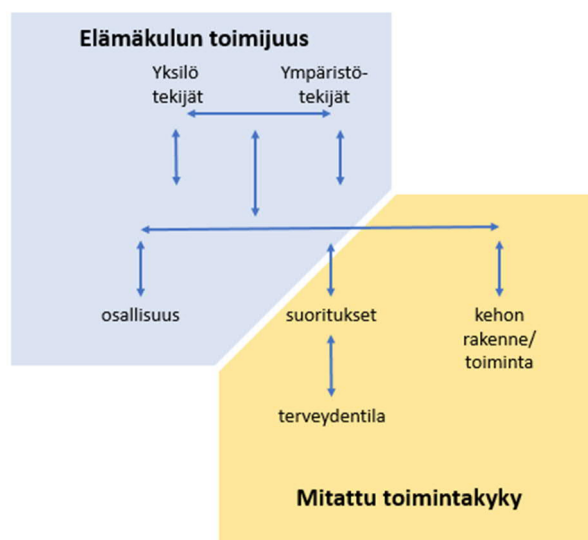 Elämäkulun toimijuus
Yksilö Ympäristö-
tekijät tekijät
osallisuus suoritukset kehon
rakenne/
toiminta
terveydentila
Mitattu toimintakyky